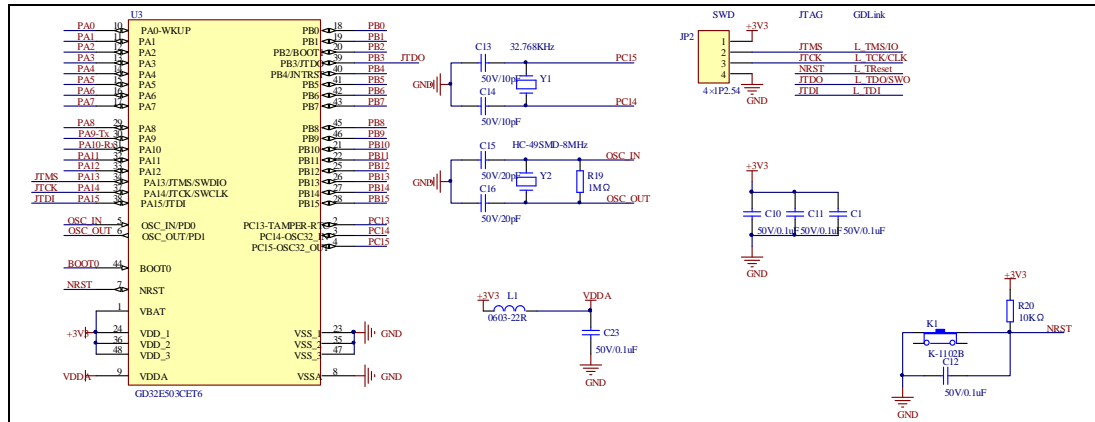 U3
PA0 10 PA0-WKUP PB0 18 PB0
PA1 11 PA1 PB1 19 PB1
PA2 12 PA2 PB2/BOOT1 20 PB2
PA3 13 PA3 PB3/JTDO 39 PB3 JTDO
PA4 14 PA4 PB4/JNTRST 40 PB4
PA5 15 PA5 PB5 41 PB5
PA6 16 PA6 PB6 42 PB6
PA7 17 PA7 PB7 43 PB7
PA8 29 PA8 PB8 45 PB8
PA9-Tx 30 PA9 PB9 46 PB9
PA10-Rx 31 PA10 PB10 21 PB10
PA11 32 PA11 PB11 22 PB11
PA12 33 PA12 PB12 25 PB12
JTMS PA13 34 PA13/JTMS/SWDIO PB13 26 PB13
JTCK PA14 37 PA14/JTCK/SWCLK PB14 27 PB14
JTDI PA15 38 PA15/JTDI PB15 28 PB15
OSC_IN 5 OSC_IN/PD0 PC13-TAMPER-RTC 2 PC13
OSC_OUT 6 OSC_OUT/PD1 PC14-OSC32_IN 3 PC14
PC15-OSC32_OUT 4 PC15
BOOT0 44 BOOT0
NRST 7 NRST
1 VBAT
+3V3 24 VDD_1 VSS_1 23 GND
36 VDD_2 VSS_2 35
48 VDD_3 VSS_3 47
VDDA 9 VDDA VSSA 8 GND
GD32E503CET6
C13 32.768KHz
50V/10pF PC15
GND Y1
C14 PC14
50V/10pF
HC-49SMD-8MHz
C15 OSC_IN
50V/20pF
GND Y2 R19
C16 1MΩ
OSC_OUT
50V/20pF
+3V3 L1 VDDA
0603-22R
C23
50V/0.1uF
GND
SWD JTAG GDLink
+3V3
JP2
1
2 JTMS L_TMS/IO
3 JTCK L_TCK/CLK
4 NRST L_TReset
JTDO L_TDO/SWO
4×1P2.54 GND JTDI L_TDI
+3V3
C10 C11 C1
50V/0.1uF 50V/0.1uF 50V/0.1uF
GND
+3V3
R20
10KΩ
K1 NRST
K-1102B
C12
50V/0.1uF
GND